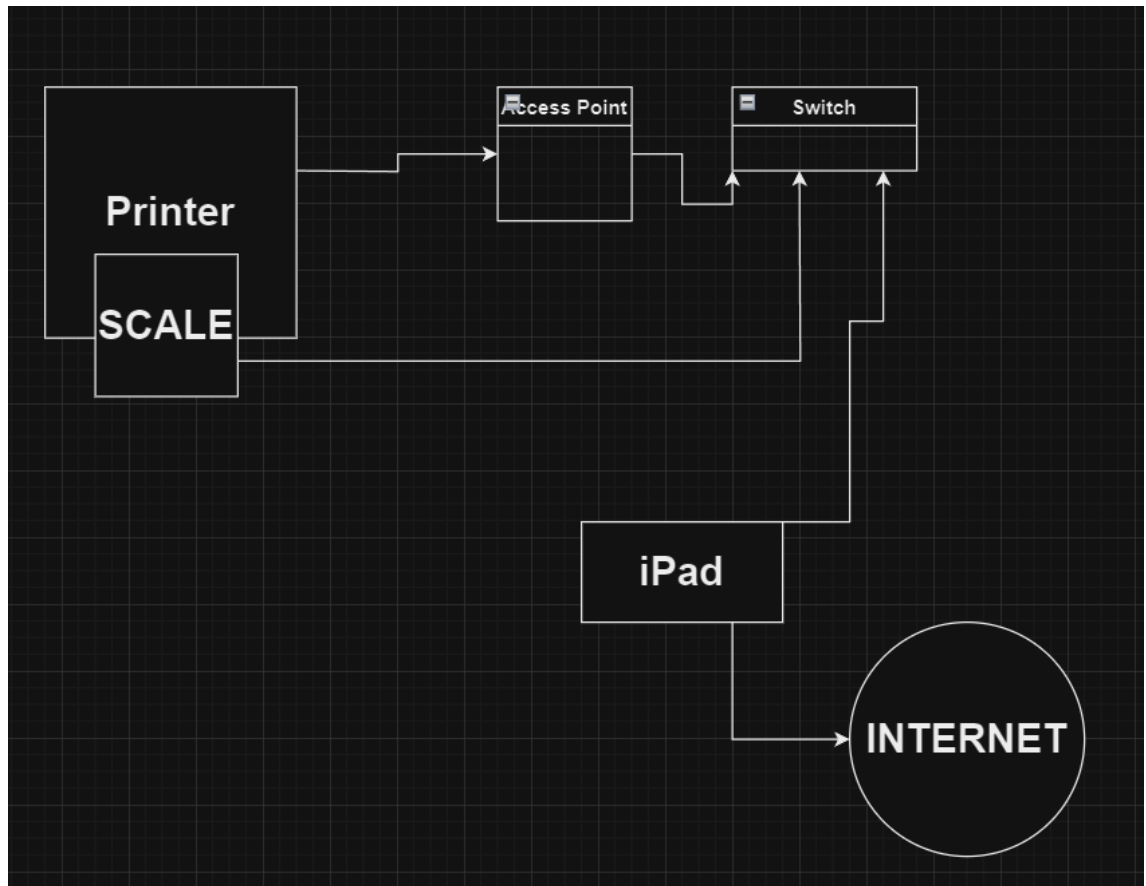 Access Point
Switch
Printer
SCALE
iPad
INTERNET